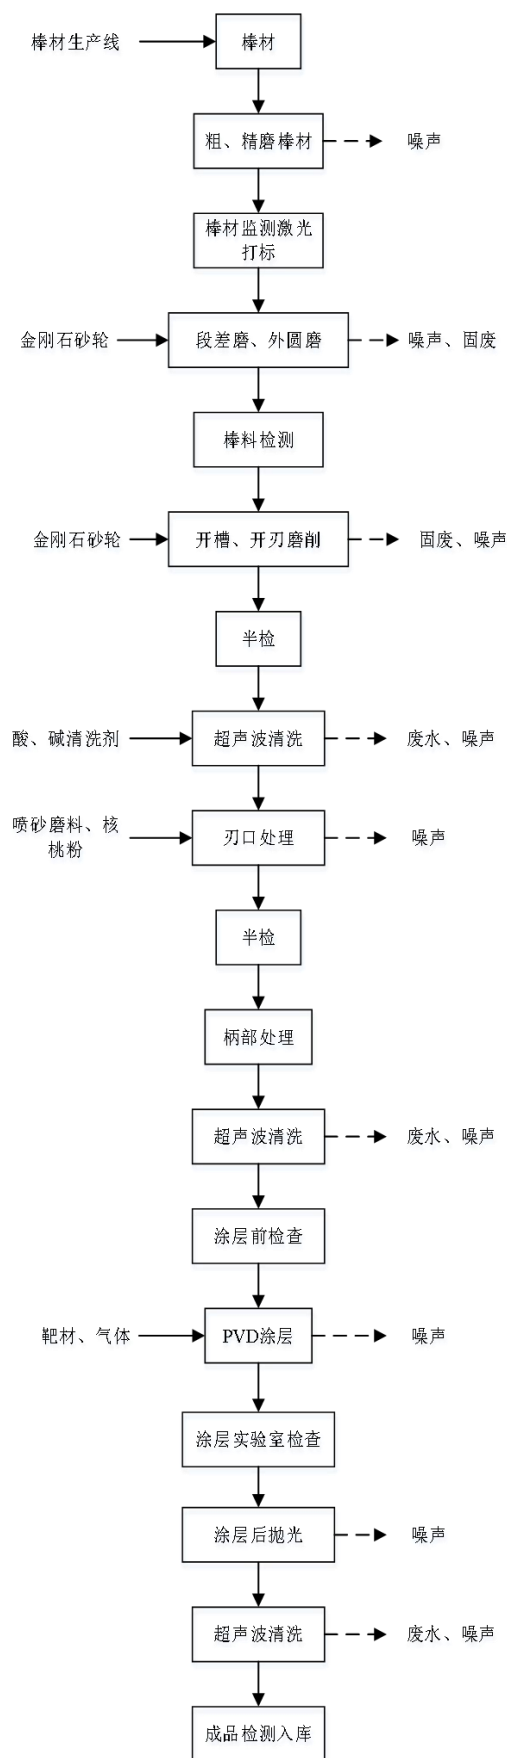 棒材生产线
棒材
粗、精磨棒材
噪声
棒材监测激光
打标
金刚石砂轮
段差磨、外圆磨
噪声、固废
棒料检测
金刚石砂轮
开槽、开刃磨削
固废、噪声
半检
酸、碱清洗剂
超声波清洗
废水、噪声
喷砂磨料、核
桃粉
刃口处理
噪声
半检
柄部处理
超声波清洗
废水、噪声
涂层前检查
靶材、气体
PVD涂层
噪声
涂层实验室检查
涂层后抛光
噪声
超声波清洗
废水、噪声
成品检测入库